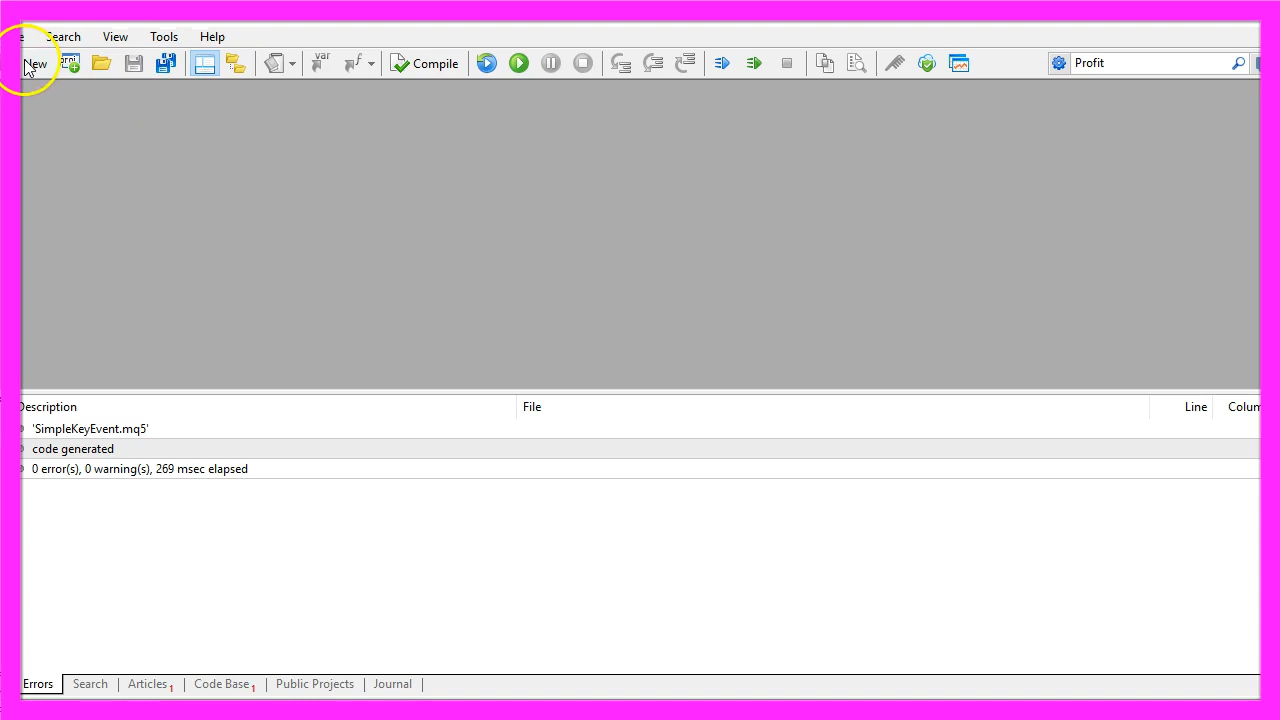 e Search View Tools Help
New Compile Profit
Description File Line Colum
'SimpleKeyEvent.mq5'
code generated
0 error(s), 0 warning(s), 269 msec elapsed
Errors Search Articles 1 Code Base 1 Public Projects Journal